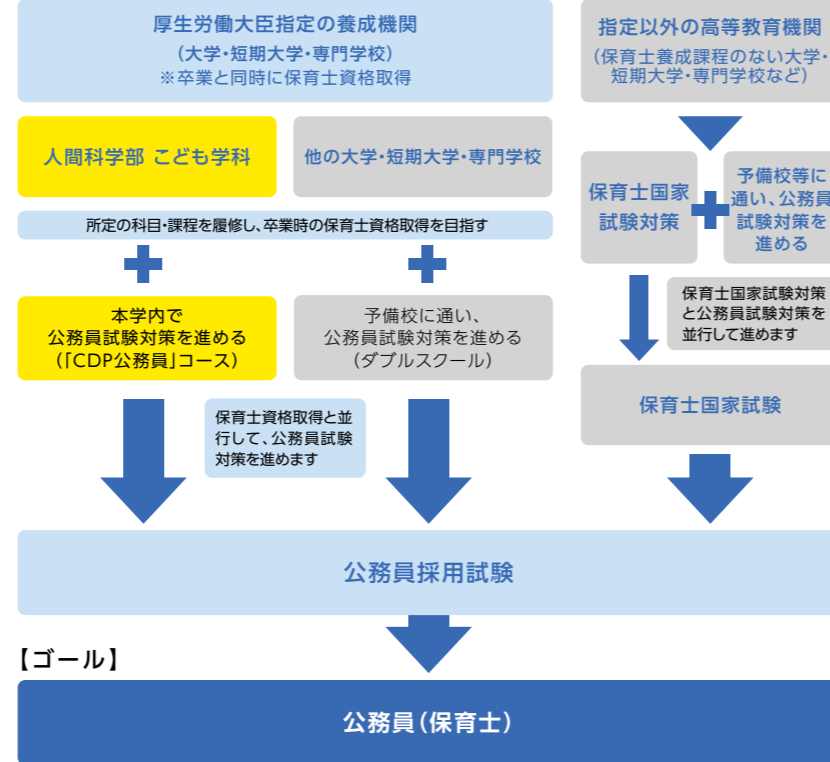 厚生労働大臣指定の養成機関
(大学・短期大学・専門学校)
※卒業と同時に保育士資格取得
指定以外の高等教育機関
(保育士養成課程のない大学・
短期大学・専門学校など)
人間科学部 こども学科
他の大学・短期大学・専門学校
所定の科目・課程を履修し、卒業時の保育士資格取得を目指す
保育士国家
試験対策
予備校等に
通い、公務員
試験対策を
進める
本学内で
公務員試験対策を進める
(「CDP公務員」コース)
予備校に通い、
公務員試験対策を進める
(ダブルスクール)
保育士国家試験対策
と公務員試験対策を
並行して進めます
保育士資格取得と並
行して、公務員試験
対策を進めます
保育士国家試験
公務員採用試験
【ゴール】
公務員(保育士)